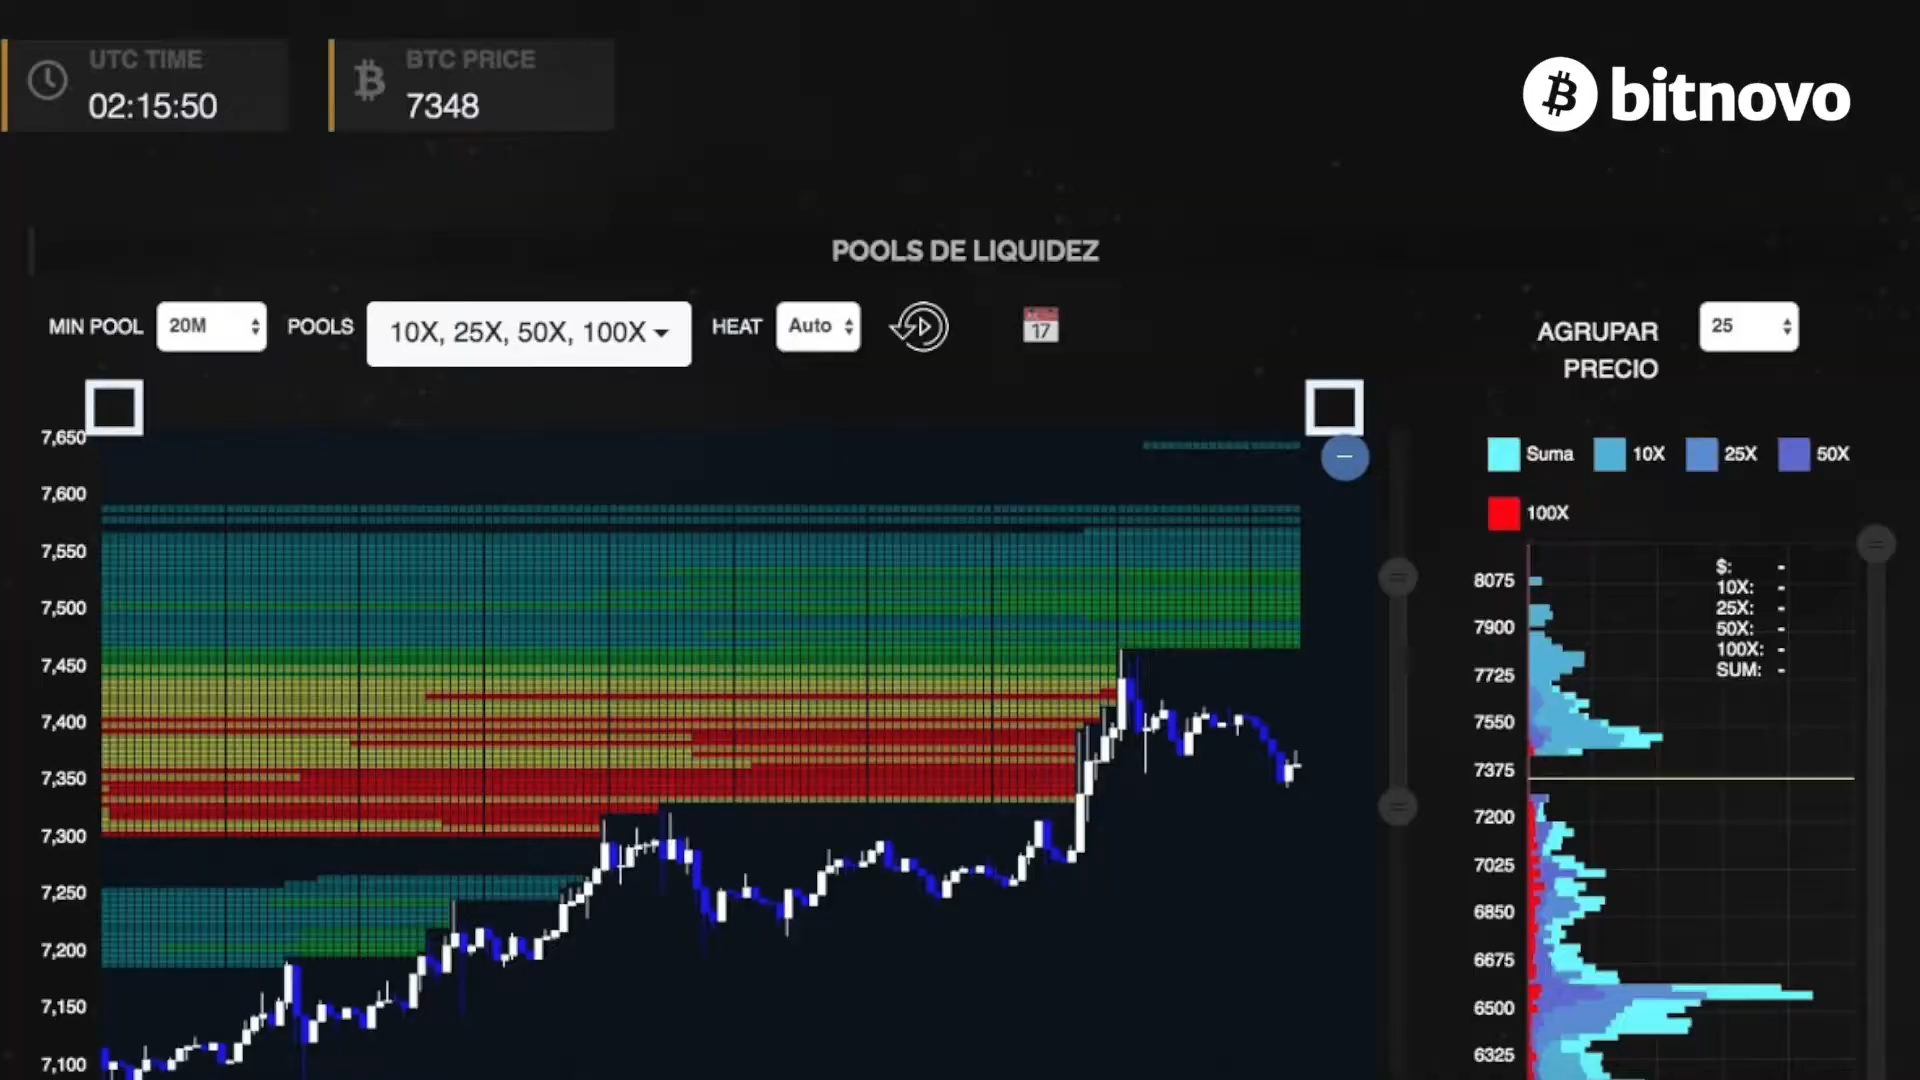 UTC TIME
02:15:50
BTC PRICE
7348
bitnovo
POOLS DE LIQUIDEZ
MIN POOL
20M
POOLS
10X, 25X, 50X, 100X
HEAT
Auto
17
AGRUPAR
PRECIO
25
7,650
7,600
7,550
7,500
7,450
7,400
7,350
7,300
7,250
7,200
7,150
7,100
Suma
10X
25X
50X
100X
8075
7900
7725
7550
7375
7200
7025
6850
6675
6500
6325
$: -
10X: -
25X: -
50X: -
100X: -
SUM: -